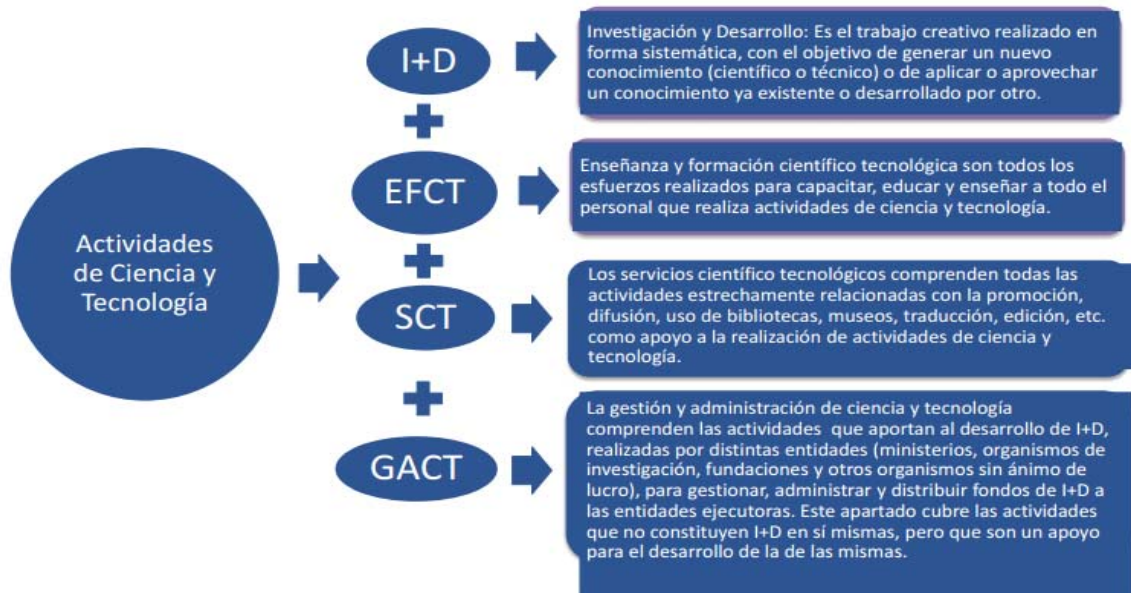 Actividades
de Ciencia y
Tecnología
I+D
Investigación y Desarrollo: Es el trabajo creativo realizado en
forma sistemática, con el objetivo de generar un nuevo
conocimiento (científico o técnico) o de aplicar o aprovechar
un conocimiento ya existente o desarrollado por otro.
EFCT
Enseñanza y formación científico tecnológica son todos los
esfuerzos realizados para capacitar, educar y enseñar a todo el
personal que realiza actividades de ciencia y tecnología.
SCT
Los servicios científico tecnológicos comprenden todas las
actividades estrechamente relacionadas con la promoción,
difusión, uso de bibliotecas, museos, traducción, edición, etc.
como apoyo a la realización de actividades de ciencia y
tecnología.
GACT
La gestión y administración de ciencia y tecnología
comprenden las actividades que aportan al desarrollo de I+D,
realizadas por distintas entidades (ministerios, organismos de
investigación, fundaciones y otros organismos sin ánimo de
lucro), para gestionar, administrar y distribuir fondos de I+D a
las entidades ejecutoras. Este apartado cubre las actividades
que no constituyen I+D en sí mismas, pero que son un apoyo
para el desarrollo de la de las mismas.